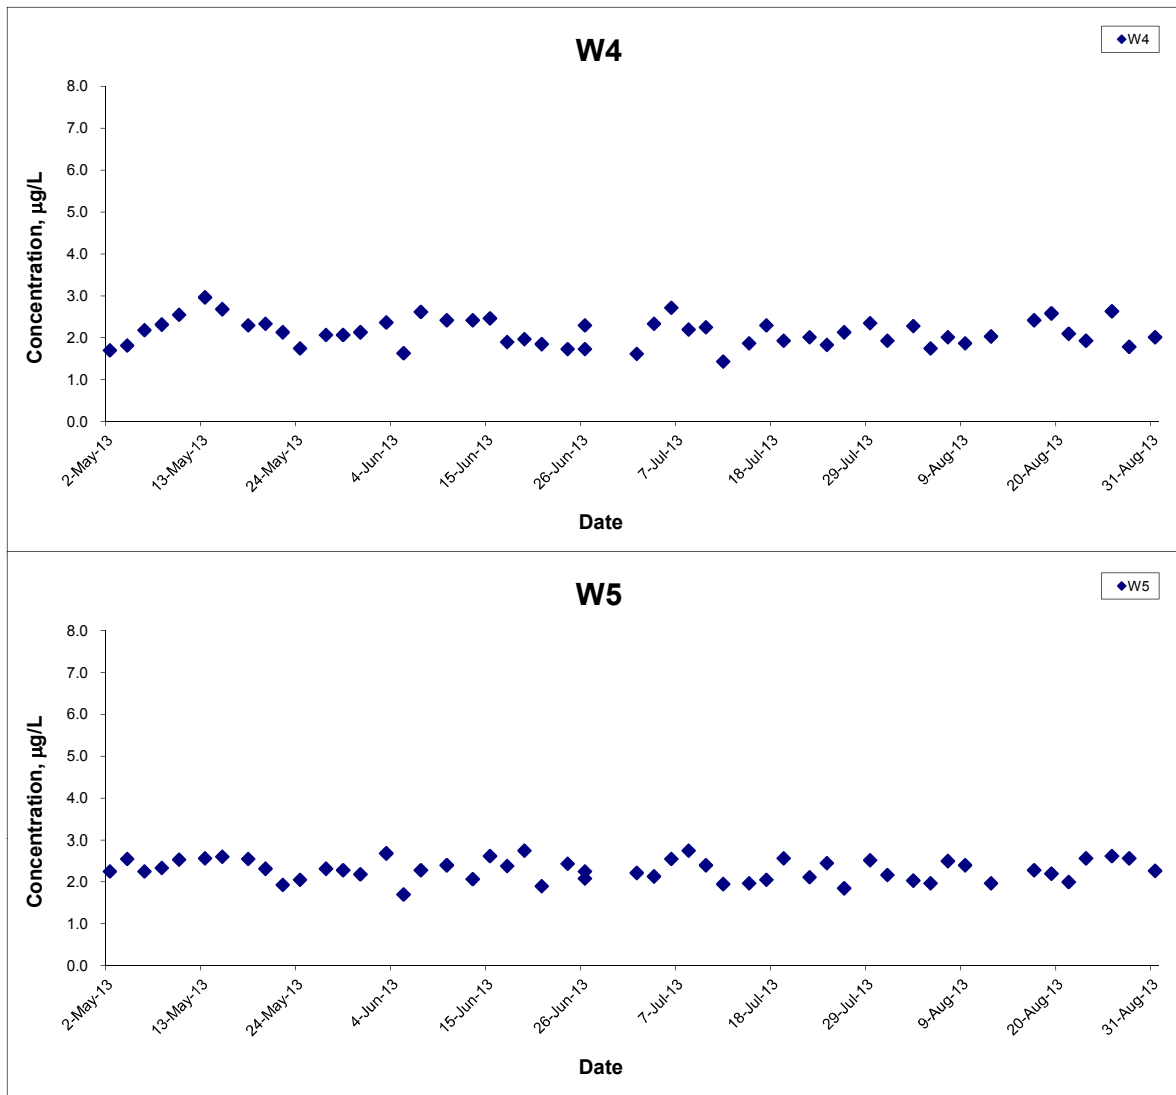 W4
W4
8.0
7.0
6.0
5.0
4.0
3.0
2.0
1.0
0.0
Concentration, µg/L
2-May-13
13-May-13
24-May-13
4-Jun-13
15-Jun-13
26-Jun-13
7-Jul-13
18-Jul-13
29-Jul-13
9-Aug-13
20-Aug-13
31-Aug-13
Date
W5
W5
8.0
7.0
6.0
5.0
4.0
3.0
2.0
1.0
0.0
Concentration, µg/L
2-May-13
13-May-13
24-May-13
4-Jun-13
15-Jun-13
26-Jun-13
7-Jul-13
18-Jul-13
29-Jul-13
9-Aug-13
20-Aug-13
31-Aug-13
Date